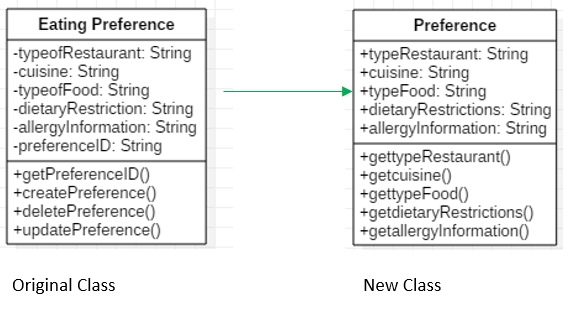 Eating Preference
-typeofRestaurant: String
-cuisine: String
-typeofFood: String
-dietaryRestriction: String
-allergyInformation: String
-preferenceID: String
+getPreferenceID()
+createPreference()
+deletePreference()
+updatePreference()
Original Class
Preference
+typeRestaurant: String
+cuisine: String
+typeFood: String
+dietaryRestrictions: String
+allergyInformation: String
+gettypeRestaurant()
+getcuisine()
+gettypeFood()
+getdietaryRestrictions()
+getallergyInformation()
New Class